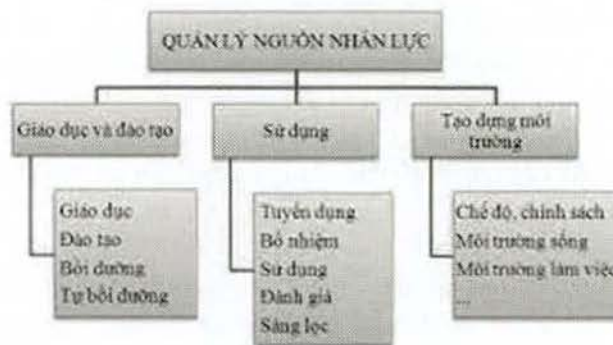 QUẢN LÝ NGUỒN NHÂN LỰC
Giáo dục và đào tạo
Sử dụng
Tạo dựng môi
trường
Giáo dục
Đào tạo
Bồi dưỡng
Tự bồi dưỡng
Tuyển dụng
Bổ nhiệm
Sử dụng
Đánh giá
Sàng lọc
Chế độ, chính sách
Môi trường sống
Môi trường làm việc
...